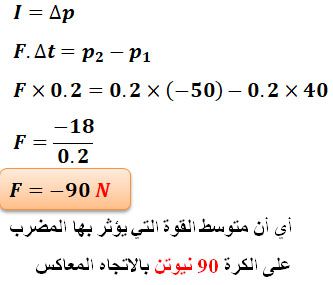 I = Δp
F. Δt = p₂ − p₁
F × 0.2 = 0.2 × (−50) − 0.2 × 40
F = −18 / 0.2
F = −90 N
أي أن متوسط القوة التي يؤثر بها المضرب
على الكرة 90 نيوتن بالاتجاه المعاكس